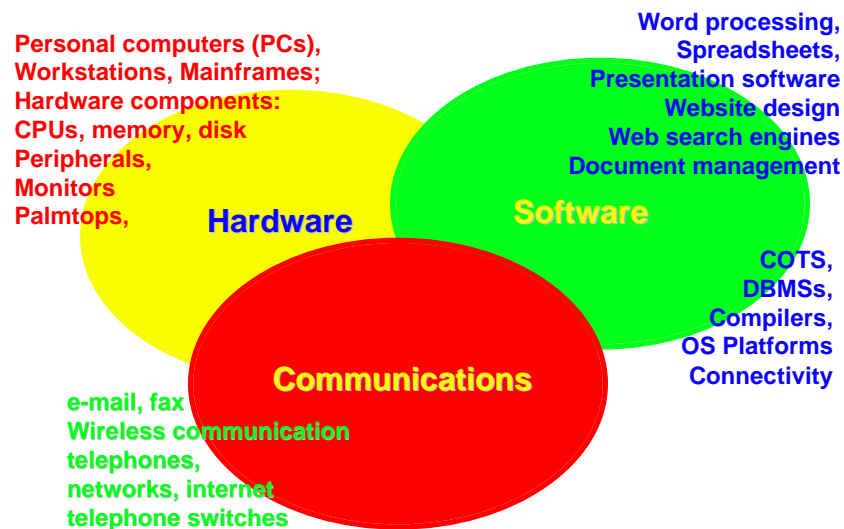 Personal computers (PCs),
Workstations, Mainframes;
Hardware components:
CPUs, memory, disk
Peripherals,
Monitors
Palmtops,
Hardware
Word processing,
Spreadsheets,
Presentation software
Website design
Web search engines
Document management
Software
COTS,
DBMSs,
Compilers,
OS Platforms
Connectivity
Communications
e-mail, fax
Wireless communication
telephones,
networks, internet
telephone switches